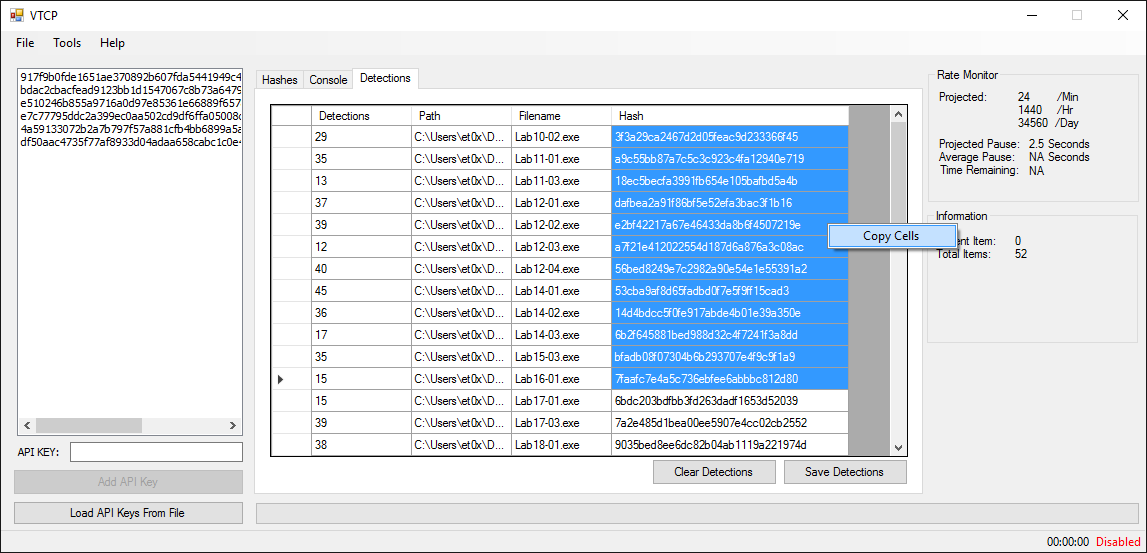 VTCP
File Tools Help
917f9b0fde1651ae370892b607fda5441949c4
bdac2cbacfead9123bb1d1547067c8b73a6479
e510246b855a9716a0d97e85361e66889f657
e7c77795ddc2a399ec0aa502cd9df6ffa05008c
4a59133072b2a7b797f57a881cfb4bb6899a5a
df50aac4735f77af8933d04adaa658cabc1c0e4
API KEY:
Add API Key
Load API Keys From File
Hashes Console Detections
Detections Path Filename Hash
29 C:\Users\et0x\D... Lab10-02.exe 3f3a29ca2467d2d05feac9d233366f45
35 C:\Users\et0x\D... Lab11-01.exe a9c55bb87a7c5c3c923c4fa12940e719
13 C:\Users\et0x\D... Lab11-03.exe 18ec5becfa3991fb654e105bafbd5a4b
37 C:\Users\et0x\D... Lab12-01.exe dafbea2a91f86bf5e52efa3bac3f1b16
39 C:\Users\et0x\D... Lab12-02.exe e2bf42217a67e46433da8b6f4507219e
12 C:\Users\et0x\D... Lab12-03.exe a7f21e412022554d187d6a876a3c08ac
40 C:\Users\et0x\D... Lab12-04.exe 56bed8249e7c2982a90e54e1e55391a2
45 C:\Users\et0x\D... Lab14-01.exe 53cba9af8d65fadbd0f7e5f9ff15cad3
36 C:\Users\et0x\D... Lab14-02.exe 14d4bdcc5f0fe917abde4b01e39a350e
17 C:\Users\et0x\D... Lab14-03.exe 6b2f645881bed988d32c4f7241f3a8dd
35 C:\Users\et0x\D... Lab15-03.exe bfadb08f07304b6b293707e4f9c9f1a9
15 C:\Users\et0x\D... Lab16-01.exe 7faafc7e4a5c736ebfee6abbbc812d80
15 C:\Users\et0x\D... Lab17-01.exe 6bdc203bdfbb3fd263dadf1653d52039
39 C:\Users\et0x\D... Lab17-03.exe 7a2e485d1bea00ee5907e4cc02cb2552
38 C:\Users\et0x\D... Lab18-01.exe 9035bed8ee6dc82b04ab1119a221974d
Copy Cells
Clear Detections Save Detections
Rate Monitor
Projected: 24 /Min
1440 /Hr
34560 /Day
Projected Pause: 2.5 Seconds
Average Pause: NA Seconds
Time Remaining: NA
Information
ent Item: 0
Total Items: 52
00:00:00 Disabled